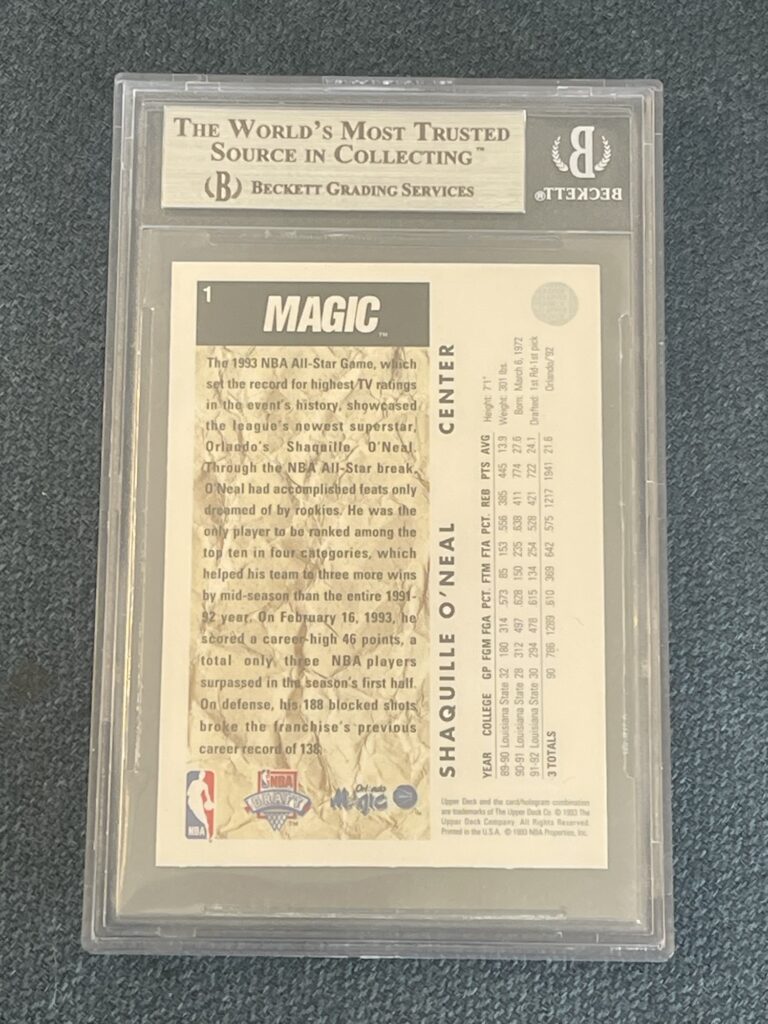 THE WORLD'S MOST TRUSTED
SOURCE IN COLLECTING™
(B) BECKETT GRADING SERVICES
B
BECKETT®
1
MAGIC™
The 1993 NBA All-Star Game, which
set the record for highest TV ratings
in the event's history, showcased
the league's newest superstar,
Orlando's Shaquille O'Neal.
Through the NBA All-Star break,
O'Neal had accomplished feats only
dreamed of by rookies. He was the
only player to be ranked among the
top ten in four categories, which
helped his team to three more wins
by mid-season than the entire 1991-
92 year. On February 16, 1993, he
scored a career-high 46 points, a
total only three NBA players
surpassed in the season's first half.
On defense, his 188 blocked shots
broke the franchise's previous
career record of 138.
NBA
NBA
DRAFT™
Orlando
Magic
SHAQUILLE O'NEAL CENTER
Height: 7'1"
Weight: 301 lbs.
Born: March 6, 1972
Drafted: 1st Rd-1st pick
Orlando/'92
YEAR COLLEGE GP FGM FGA PCT. FTM FTA PCT. REB PTS AVG
89-90 Louisiana State 32 180 314 .573 85 153 .556 385 445 13.9
90-91 Louisiana State 28 312 497 .628 150 235 .638 411 774 27.6
91-92 Louisiana State 30 294 478 .615 134 254 .528 421 722 24.1
3 TOTALS 90 786 1289 .610 369 642 .575 1217 1941 21.6
Upper Deck and the card/hologram combination
are trademarks of The Upper Deck Co. © 1993 The
Upper Deck Company. All Rights Reserved.
Printed in the U.S.A. © 1993 NBA Properties, Inc.